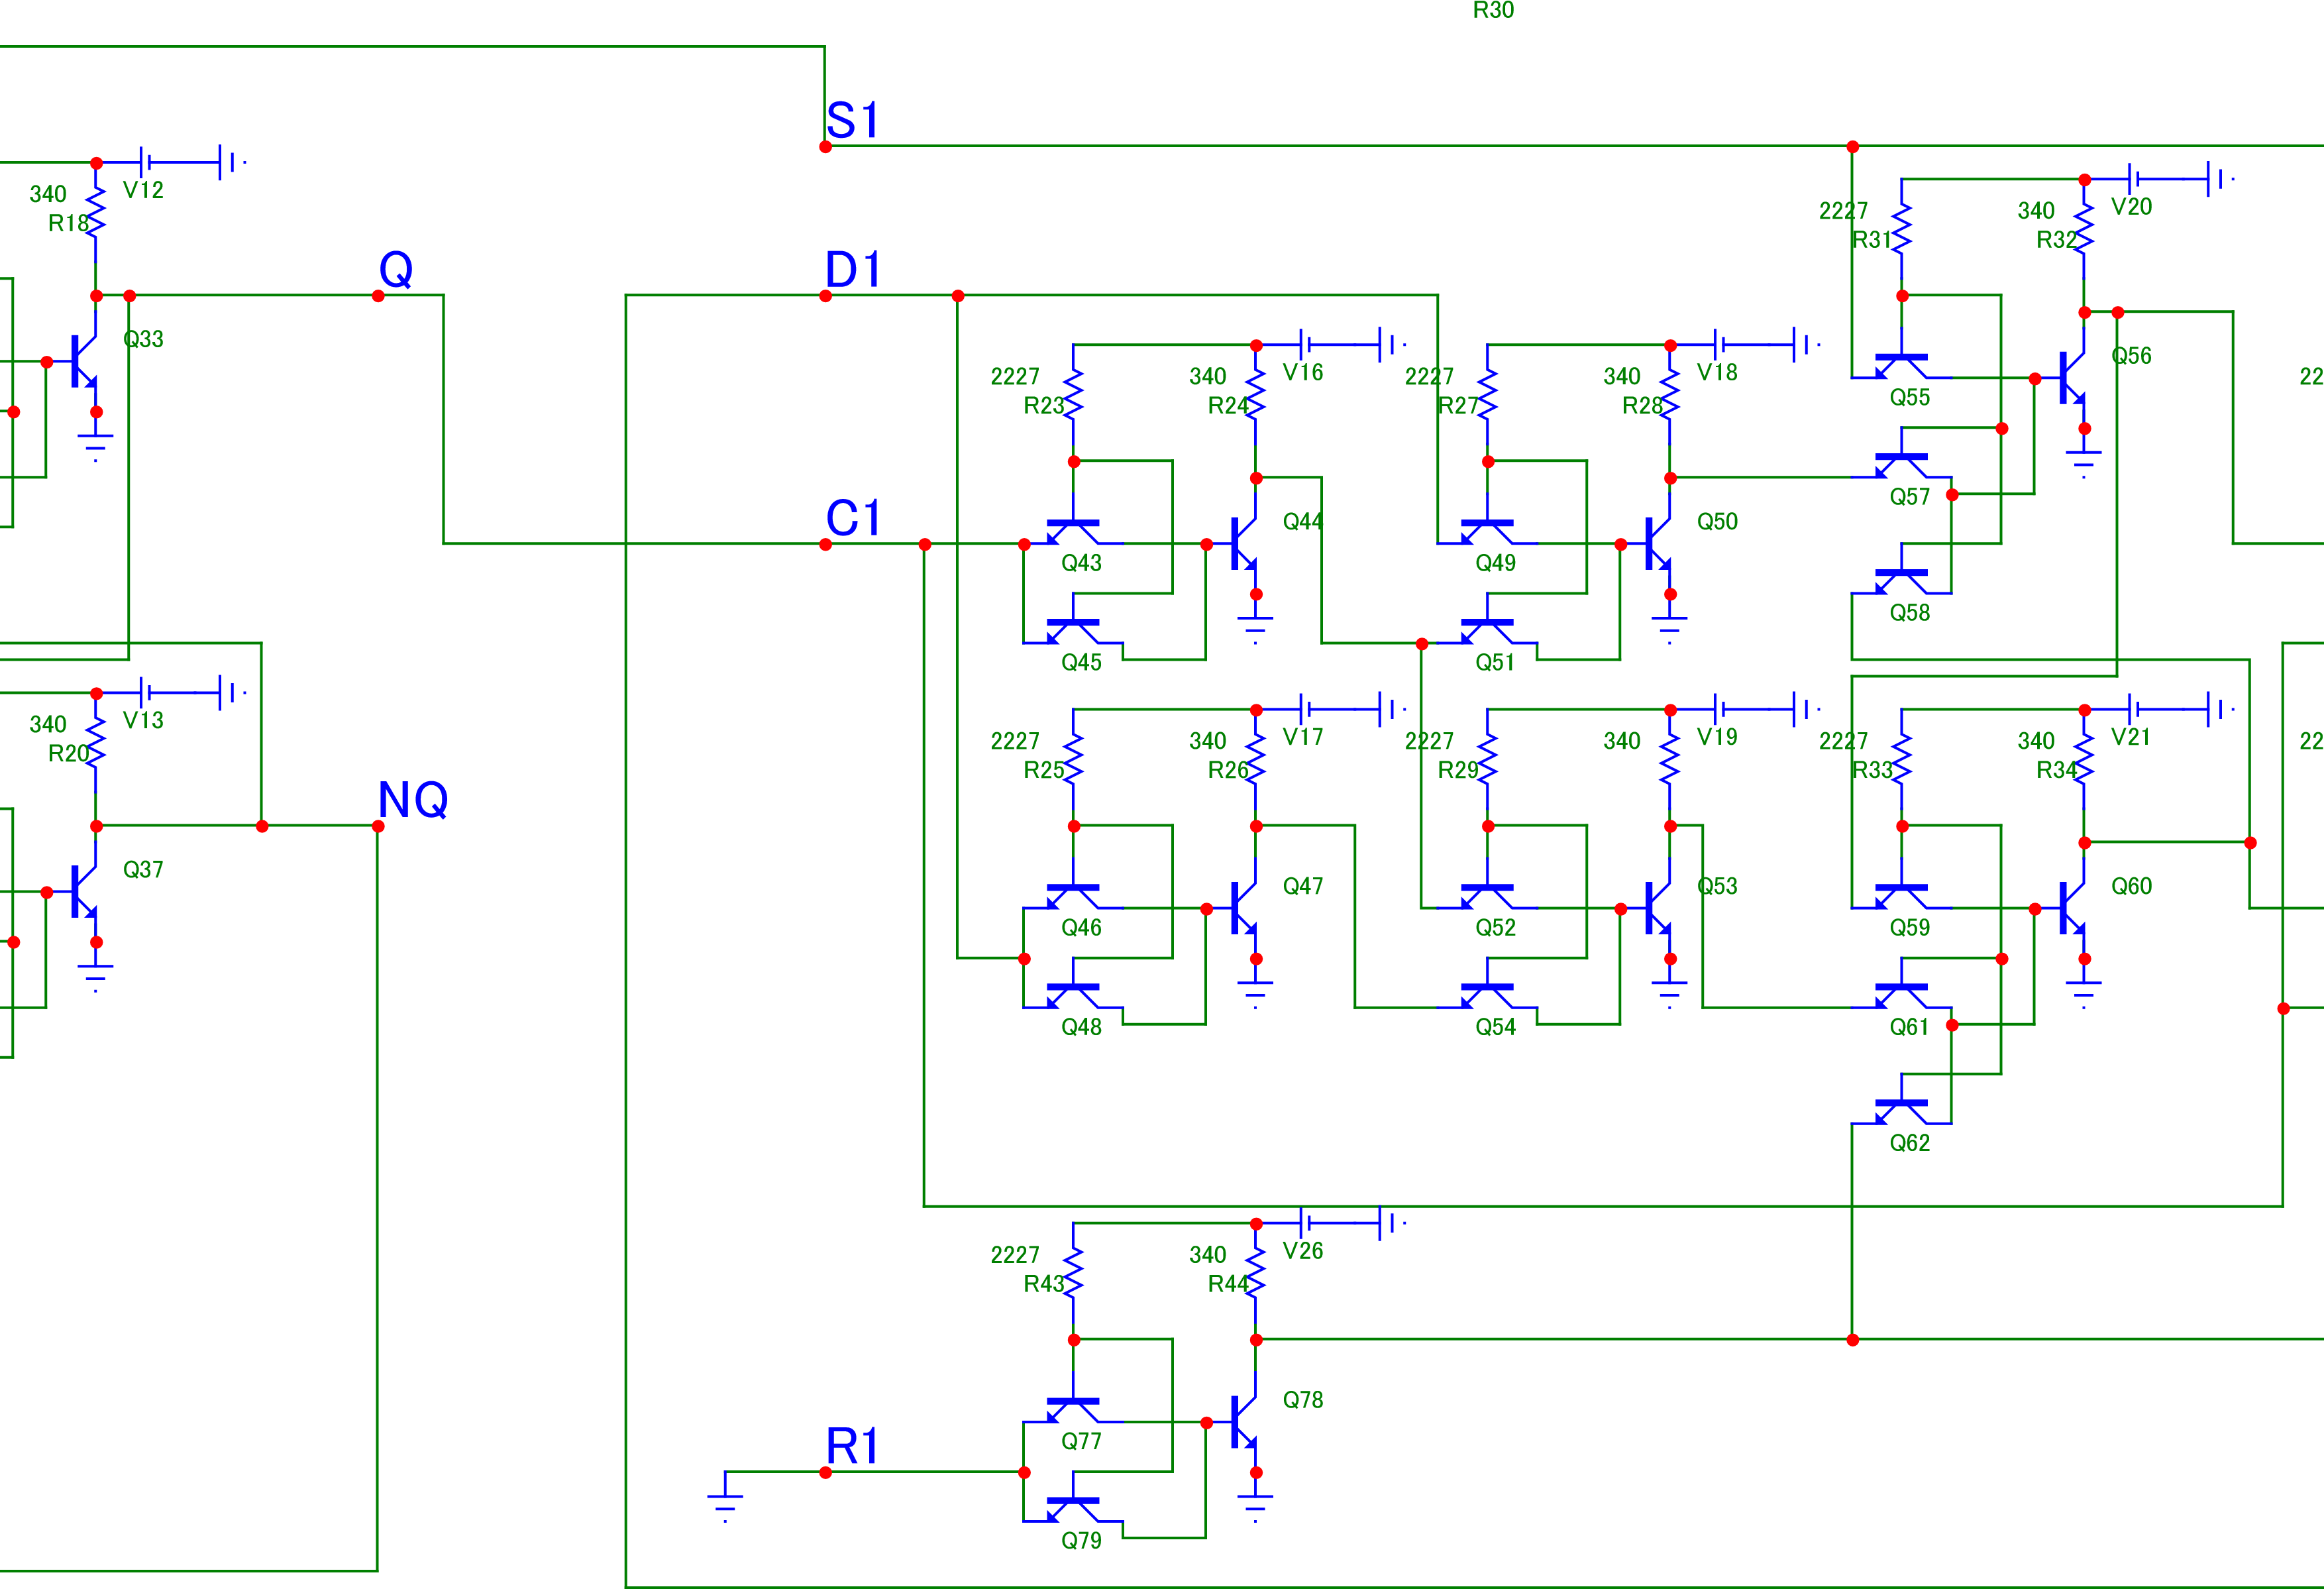 R30
S1
340
R18
V12
Q33
Q
D1
C1
340
R20
V13
Q37
NQ
2227
R23
340
R24
V16
Q43
Q44
Q45
2227
R27
340
R28
V18
Q49
Q50
Q51
2227
R31
340
R32
V20
Q55
Q56
Q57
Q58
22
2227
R25
340
R26
V17
Q46
Q47
Q48
2227
R29
340
V19
Q52
Q53
Q54
2227
R33
340
R34
V21
Q59
Q60
Q61
Q62
22
2227
R43
340
R44
V26
Q77
Q78
Q79
R1